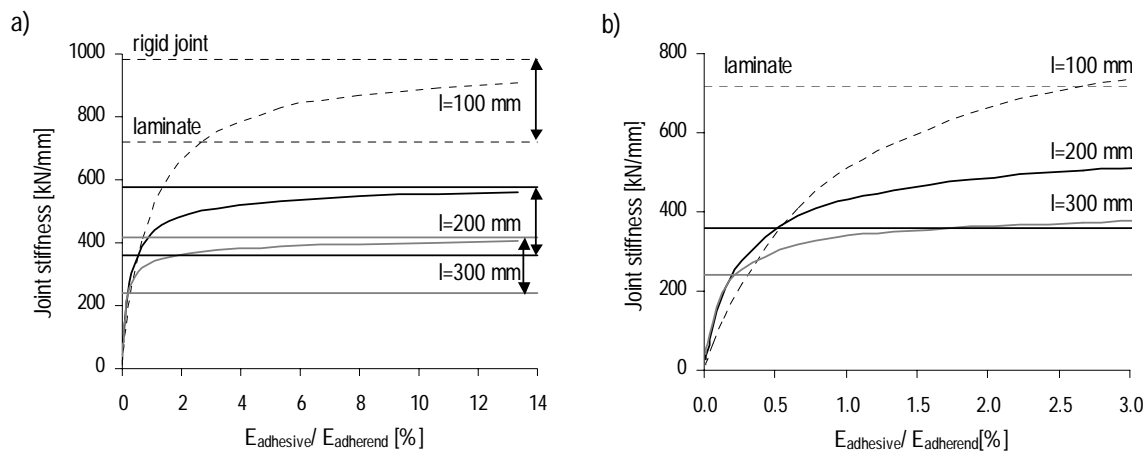 a)
1000
800
600
400
200
0
Joint stiffness [kN/mm]
rigid joint
laminate
l=100 mm
l=200 mm
l=300 mm
0 2 4 6 8 10 12 14
Eadhesive/ Eadherend [%]
b)
800
600
400
200
0
Joint stiffness [kN/mm]
laminate
l=100 mm
l=200 mm
l=300 mm
0.0 0.5 1.0 1.5 2.0 2.5 3.0
Eadhesive/ Eadherend[%]